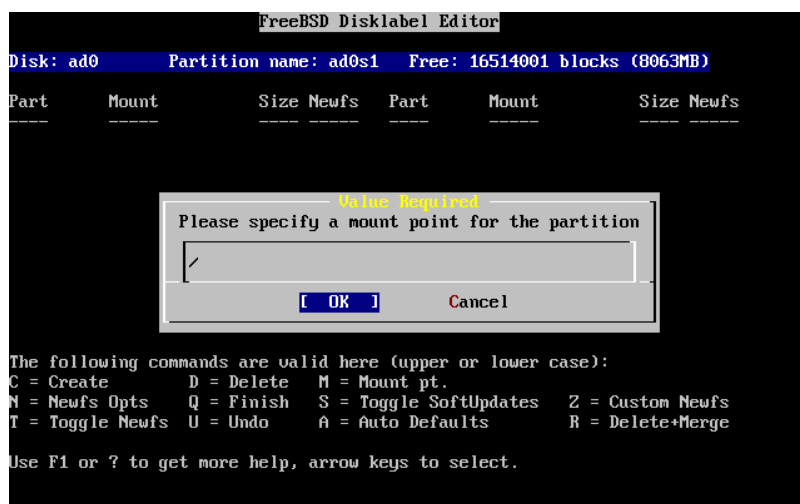 FreeBSD Disklabel Editor
Disk: ad0 Partition name: ad0s1 Free: 16514001 blocks (8063MB)
Part Mount Size Newfs Part Mount Size Newfs
---- ----- ---- ----- ---- ----- ---- -----
Value Required
Please specify a mount point for the partition
/
[ OK ] Cancel
The following commands are valid here (upper or lower case):
C = Create D = Delete M = Mount pt.
N = Newfs Opts Q = Finish S = Toggle SoftUpdates Z = Custom Newfs
T = Toggle Newfs U = Undo A = Auto Defaults R = Delete+Merge
Use F1 or ? to get more help, arrow keys to select.